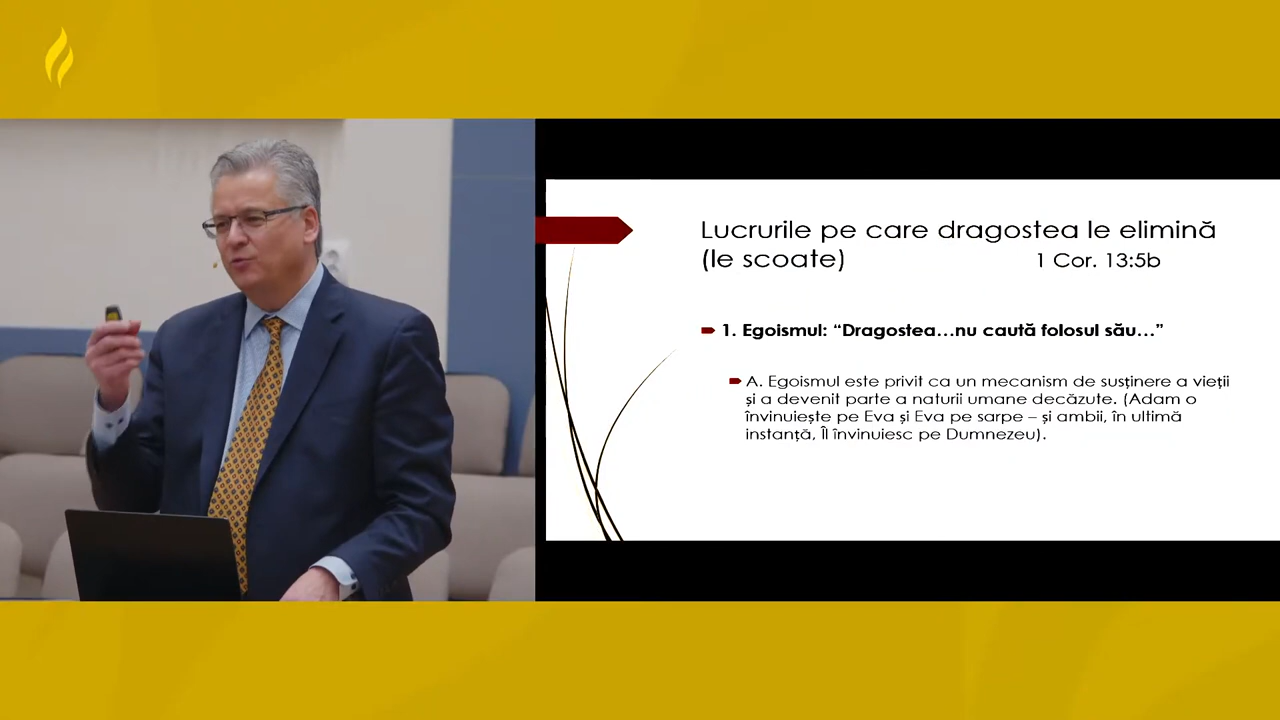 Lucrurile pe care dragostea le elimină
(le scoate) 1 Cor. 13:5b
1. Egoismul: “Dragostea…nu caută folosul său…”
A. Egoismul este privit ca un mecanism de susținere a vieții
și a devenit parte a naturii umane decăzute. (Adam o
învinuiește pe Eva și Eva pe sarpe – și ambii, în ultimă
instanță, Îl învinuiesc pe Dumnezeu).